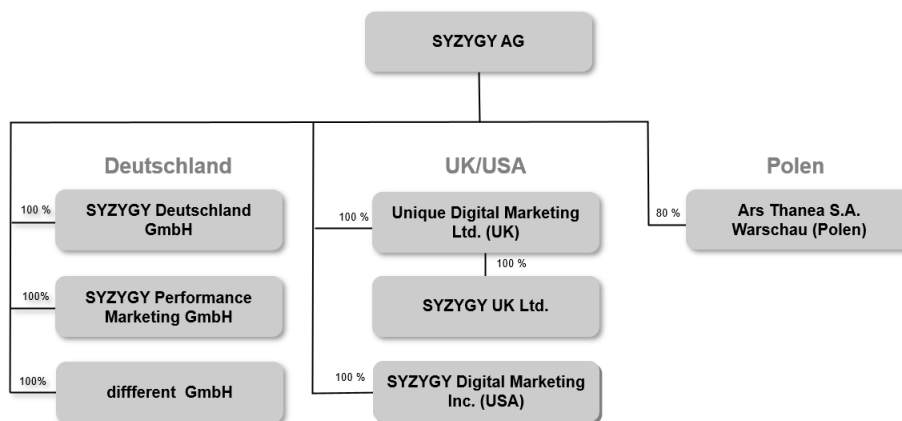 SYZYGY AG
Deutschland
UK/USA
Polen
100 %
SYZYGY Deutschland
GmbH
100 %
Unique Digital Marketing
Ltd. (UK)
80 %
Ars Thanea S.A.
Warschau (Polen)
100 %
100%
SYZYGY Performance
Marketing GmbH
SYZYGY UK Ltd.
100%
diffferent GmbH
100 %
SYZYGY Digital Marketing
Inc. (USA)